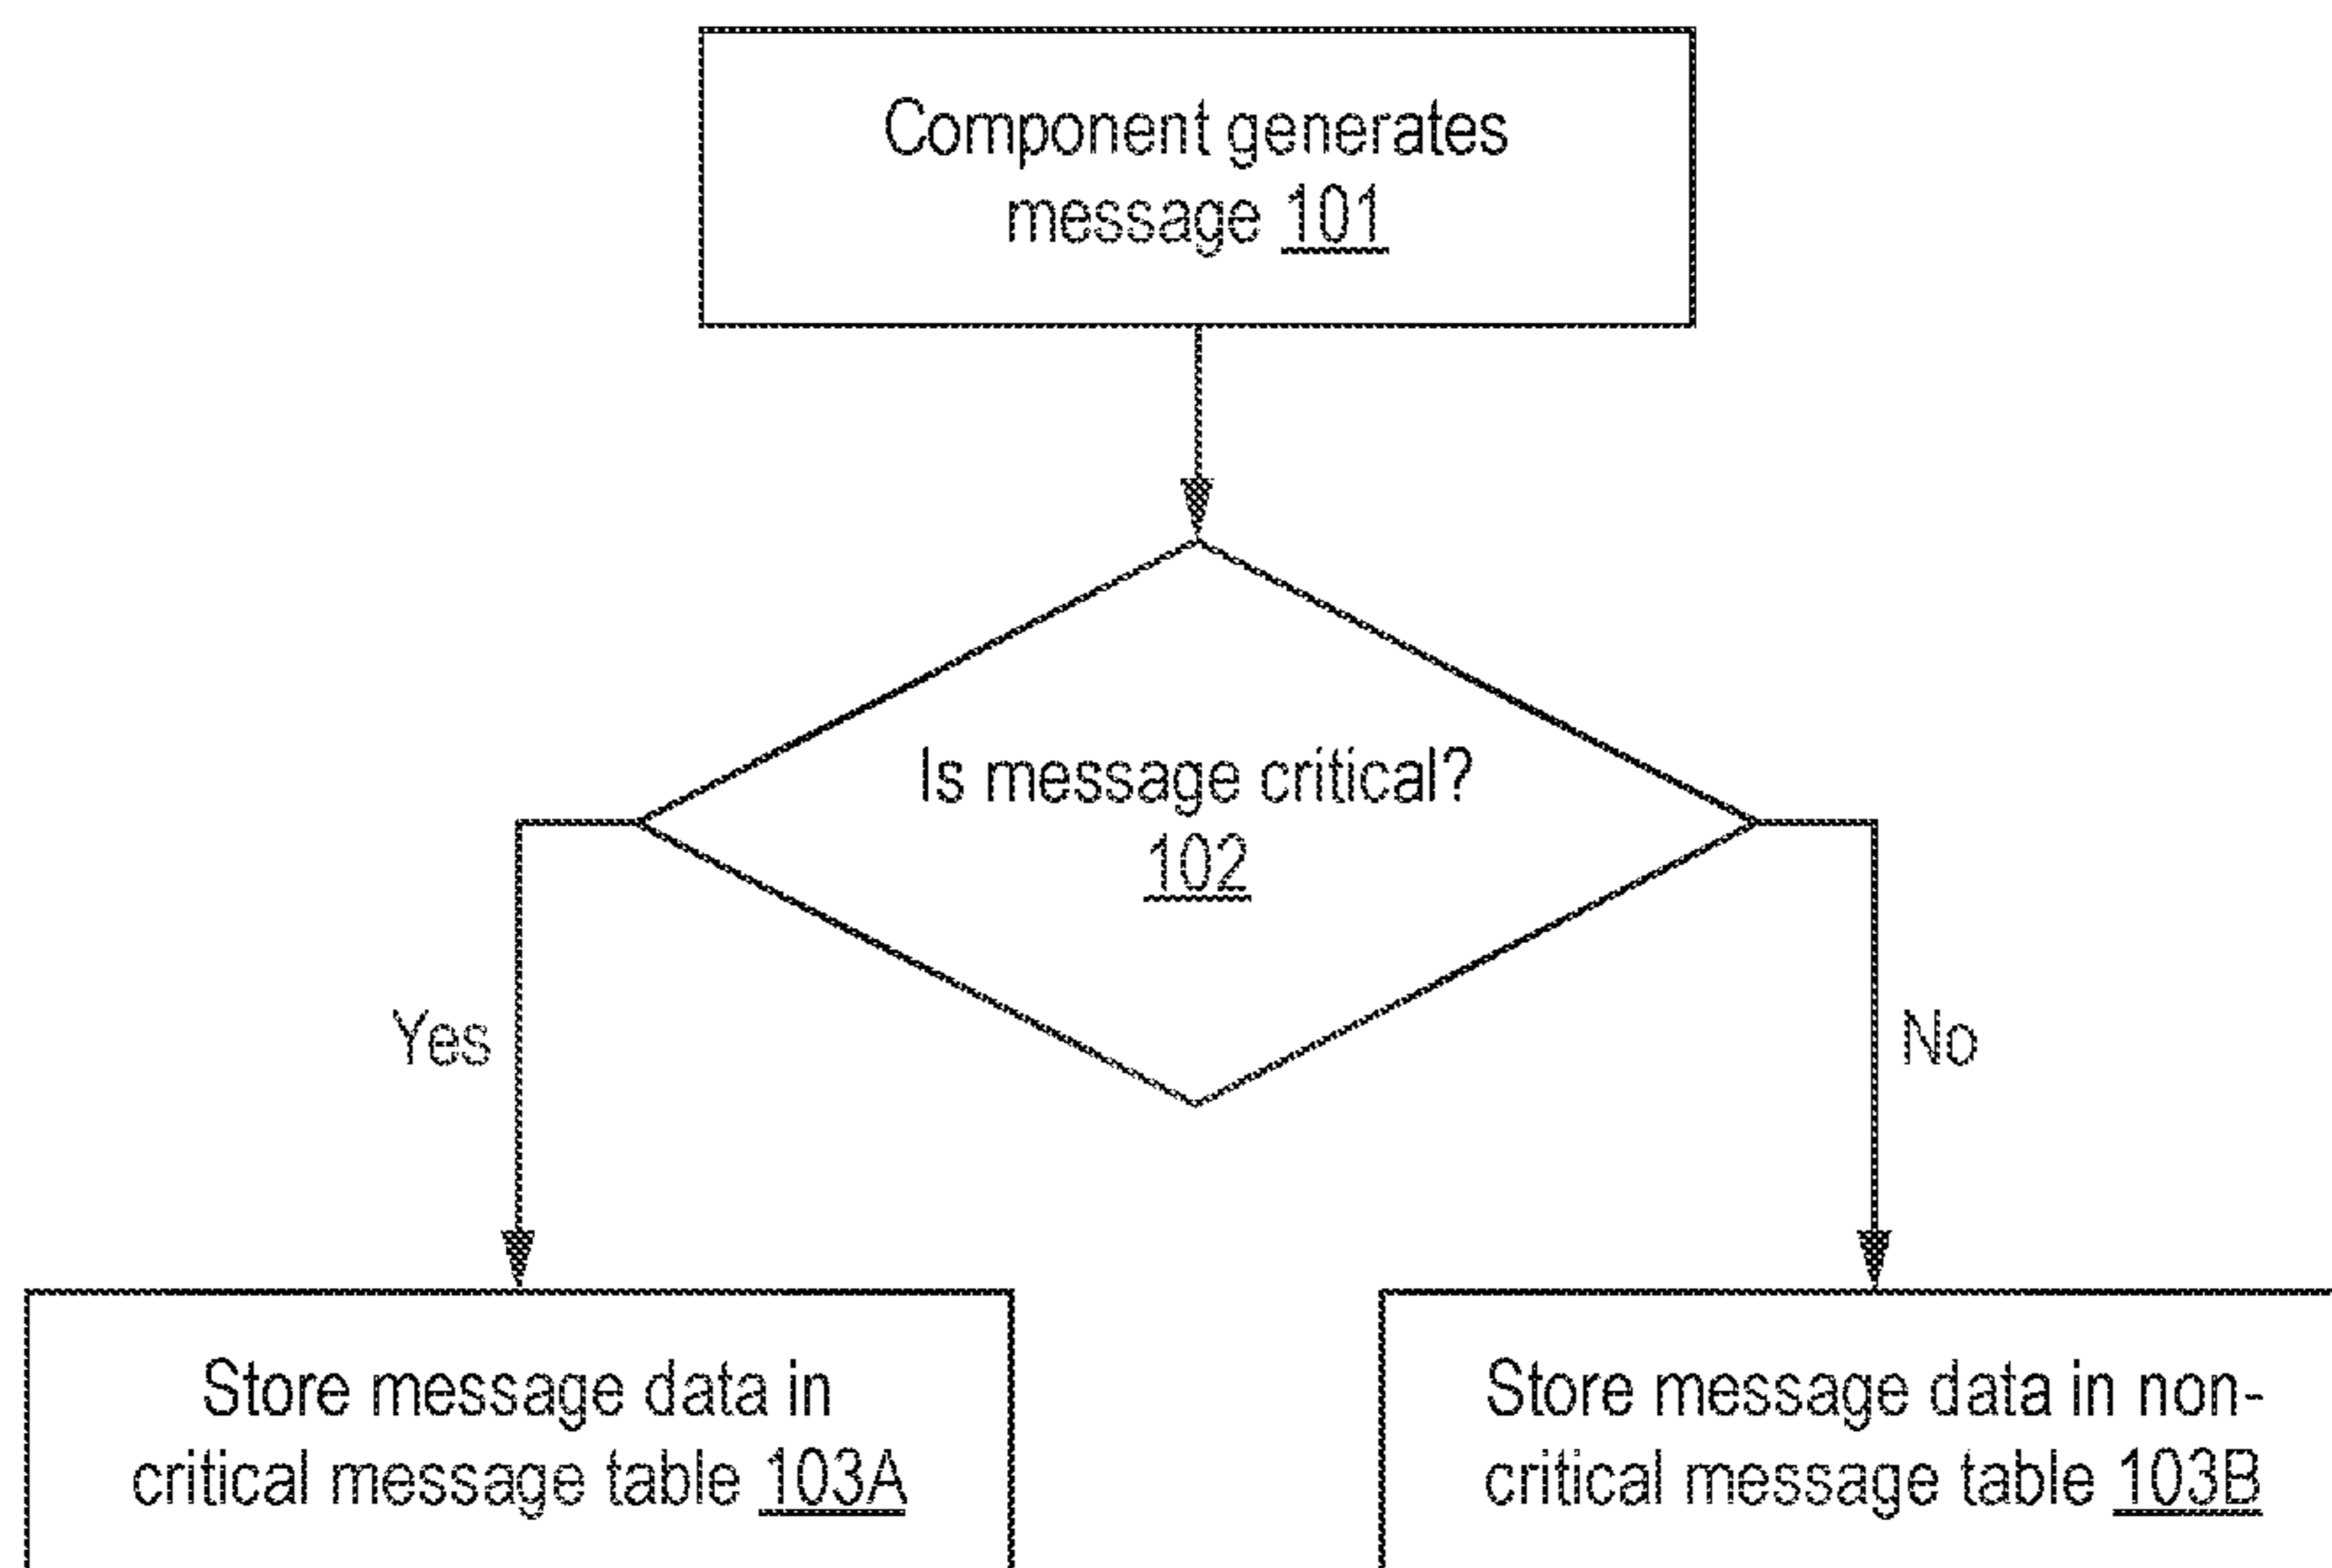 Component generates
message 101
Is message critical?
102
Yes
No
Store message data in
critical message table 103A
Store message data in non-
critical message table 103B